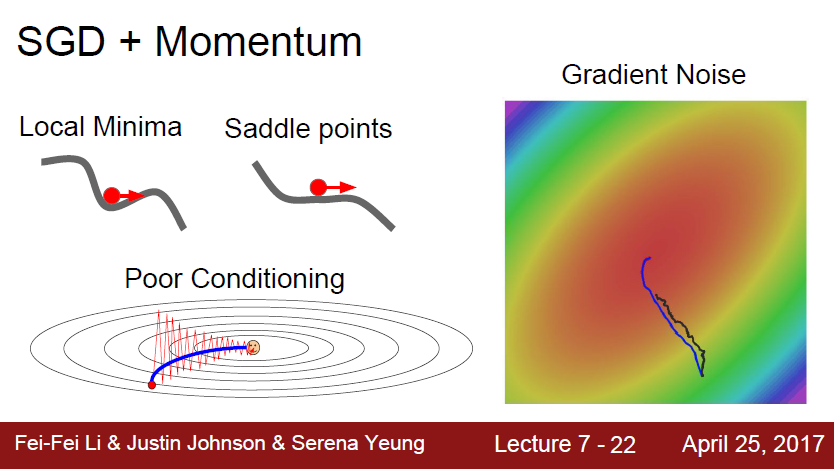 SGD + Momentum
Gradient Noise
Local Minima
Saddle points
Poor Conditioning
Fei-Fei Li & Justin Johnson & Serena Yeung
Lecture 7 - 22
April 25, 2017